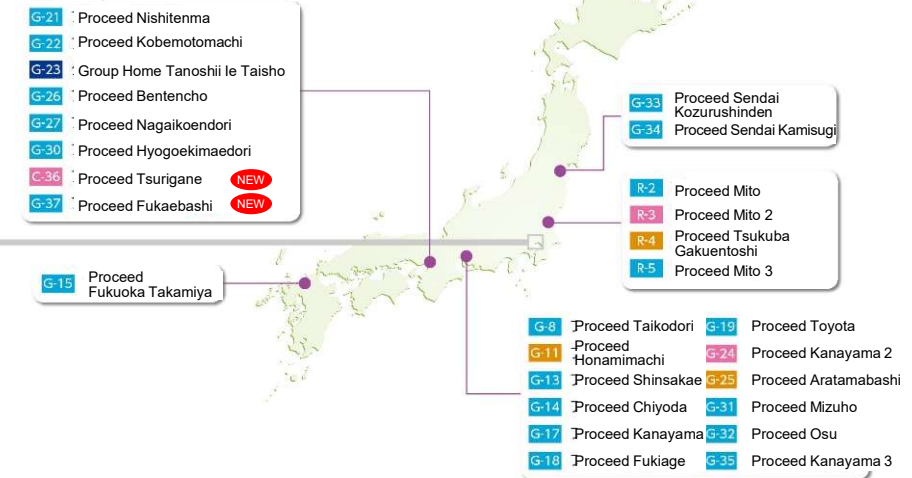 G-21 Proceed Nishitenma
G-22 Proceed Kobemotomachi
G-23 Group Home Tanoshii Ie Taisho
G-26 Proceed Bentencho
G-27 Proceed Nagaikoendori
G-30 Proceed Hyogoekimaedori
C-36 Proceed Tsurigane NEW
G-37 Proceed Fukaebashi NEW
G-33 Proceed Sendai
Kozurushinden
G-34 Proceed Sendai Kamisugi
R-2 Proceed Mito
R-3 Proceed Mito 2
R-4 Proceed Tsukuba
Gakuentoshi
R-5 Proceed Mito 3
G-15 Proceed
Fukuoka Takamiya
G-8 Proceed Taikodori
G-11 Proceed
Honamimachi
G-13 Proceed Shinsakae
G-14 Proceed Chiyoda
G-17 Proceed Kanayama
G-18 Proceed Fukiage
G-19 Proceed Toyota
G-24 Proceed Kanayama 2
G-25 Proceed Aratamabashi
G-31 Proceed Mizuho
G-32 Proceed Osu
G-35 Proceed Kanayama 3